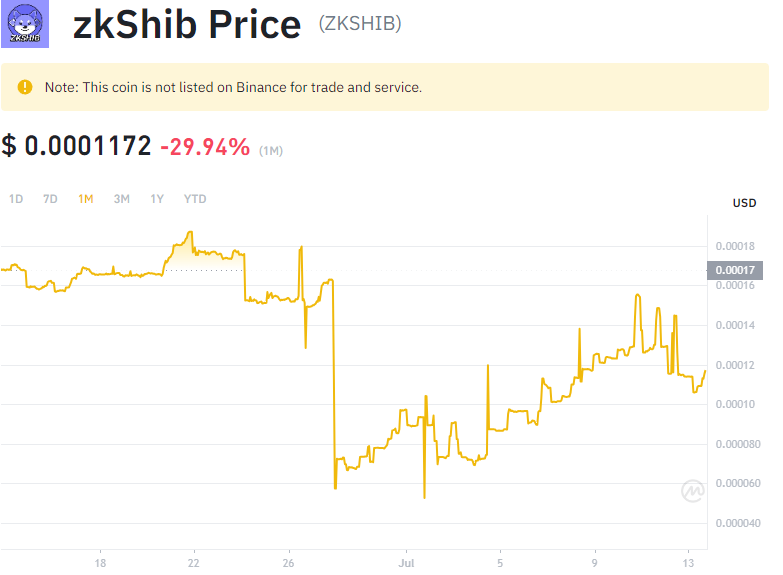 ZKSHIB
zkShib Price (ZKSHIB)
Note: This coin is not listed on Binance for trade and service.
$ 0.0001172 -29.94% (1M)
1D 7D 1M 3M 1Y YTD
USD
0.00018
0.00017
0.00016
0.00014
0.00012
0.00010
0.000080
0.000060
0.000040
18 22 26 Jul 5 9 13